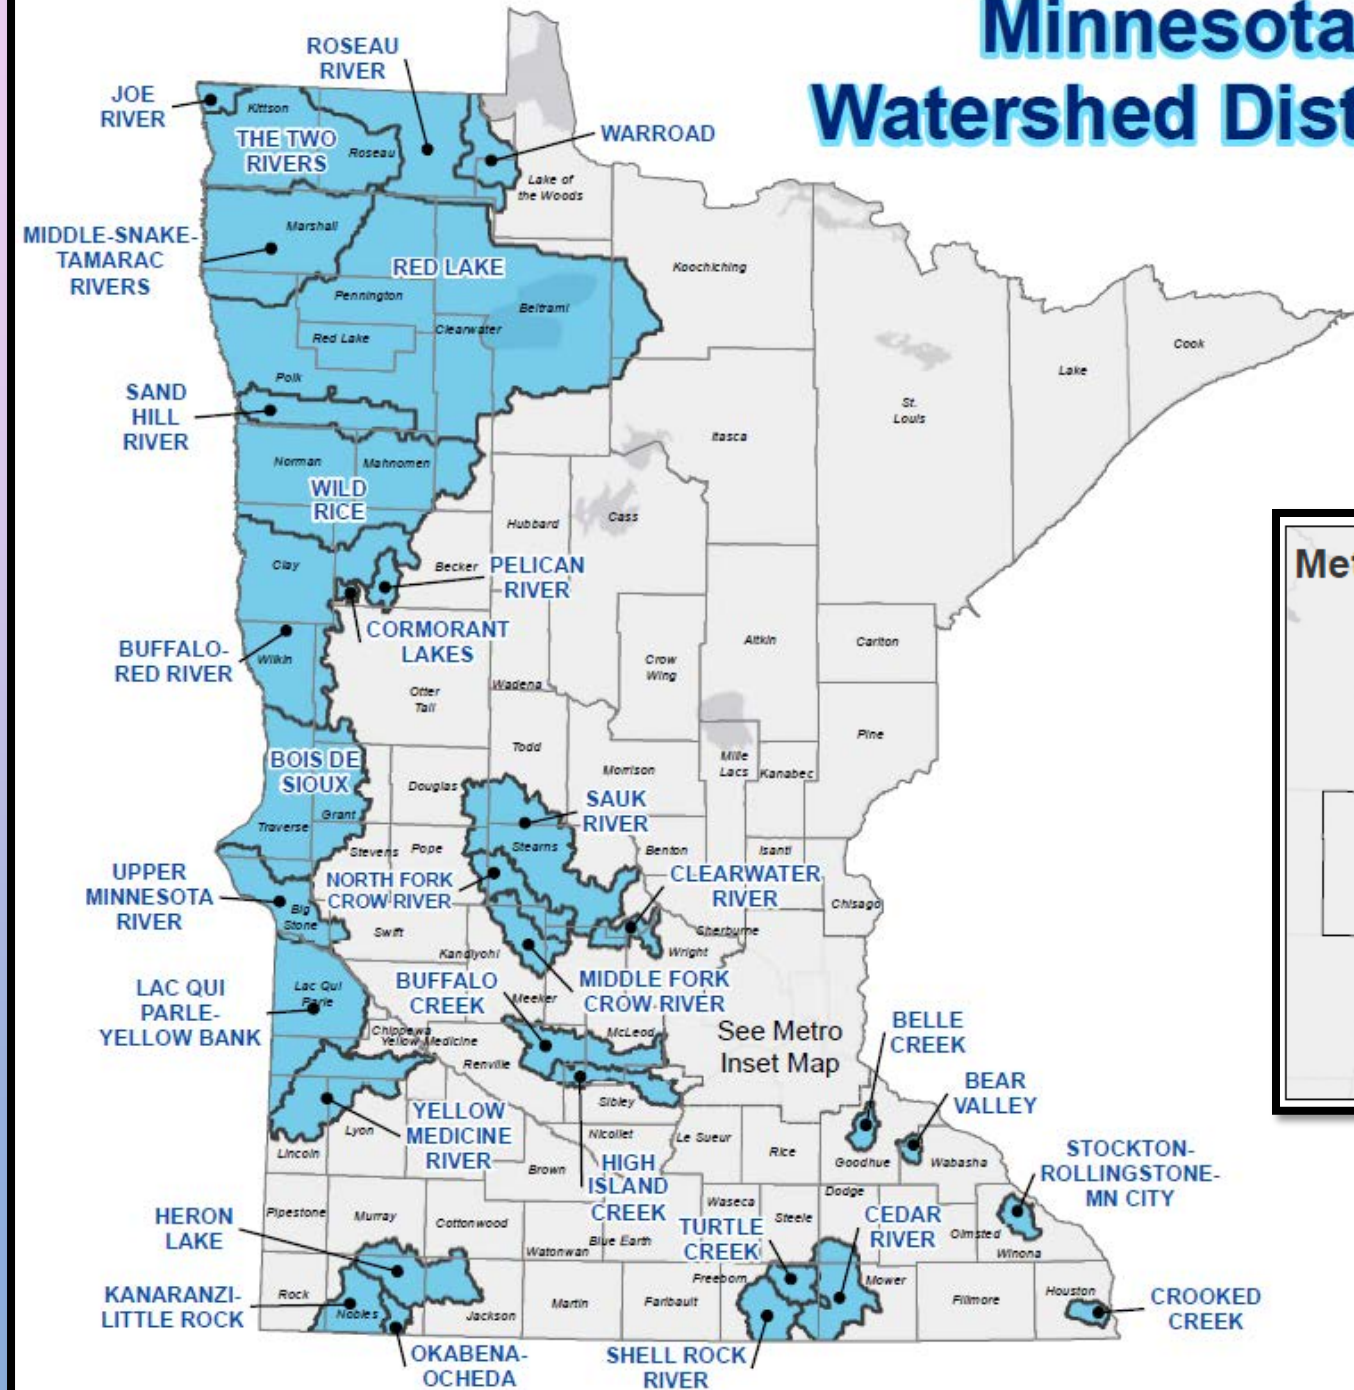 Minnesota
Watershed Dist
ROSEAU
RIVER
JOE
RIVER
Kittson
THE TWO
RIVERS
Roseau
WARROAD
Lake of
the Woods
MIDDLE-SNAKE-
TAMARAC
RIVERS
Marshall
RED LAKE
Koochiching
Pennington
Beltrami
Clearwater
Red Lake
Cook
Lake
Polk
SAND
HILL
RIVER
St.
Louis
Itasca
Norman
Mahnomen
WILD
RICE
Hubbard
Cass
Clay
Becker
PELICAN
RIVER
Met
CORMORANT
LAKES
BUFFALO-
RED RIVER
Wilkin
Aitkin
Carlton
Crow
Wing
Otter
Tail
Wadena
Pine
Todd
BOIS DE
SIOUX
Morrison
Mille
Lacs
Kanabec
Douglas
SAUK
RIVER
Grant
Traverse
Stearns
Stevens
Pope
Benton
Isanti
UPPER
MINNESOTA
RIVER
NORTH FORK
CROW RIVER
CLEARWATER
RIVER
Chisago
Big
Stone
Swift
Sherburne
Kandiyohi
Wright
LAC QUI
PARLE-
YELLOW BANK
Lac Qui
Parle
BUFFALO
CREEK
MIDDLE FORK
CROW RIVER
Meeker
Chippewa
Yellow Medicine
McLeod
See Metro
Inset Map
BELLE
CREEK
Renville
BEAR
VALLEY
Sibley
YELLOW
MEDICINE
RIVER
Lyon
Nicollet
Le Sueur
Rice
Goodhue
Wabasha
Lincoln
Brown
HIGH
ISLAND
CREEK
STOCKTON-
ROLLINGSTONE-
MN CITY
Dodge
Waseca
Steele
Pipestone
Murray
Cottonwood
HERON
LAKE
TURTLE
CREEK
CEDAR
RIVER
Olmsted
Winona
Blue Earth
Watonwan
Freeborn
Mower
KANARANZI-
LITTLE ROCK
Rock
Nobles
Jackson
Martin
Faribault
Fillmore
Houston
CROOKED
CREEK
OKABENA-
OCHEDA
SHELL ROCK
RIVER